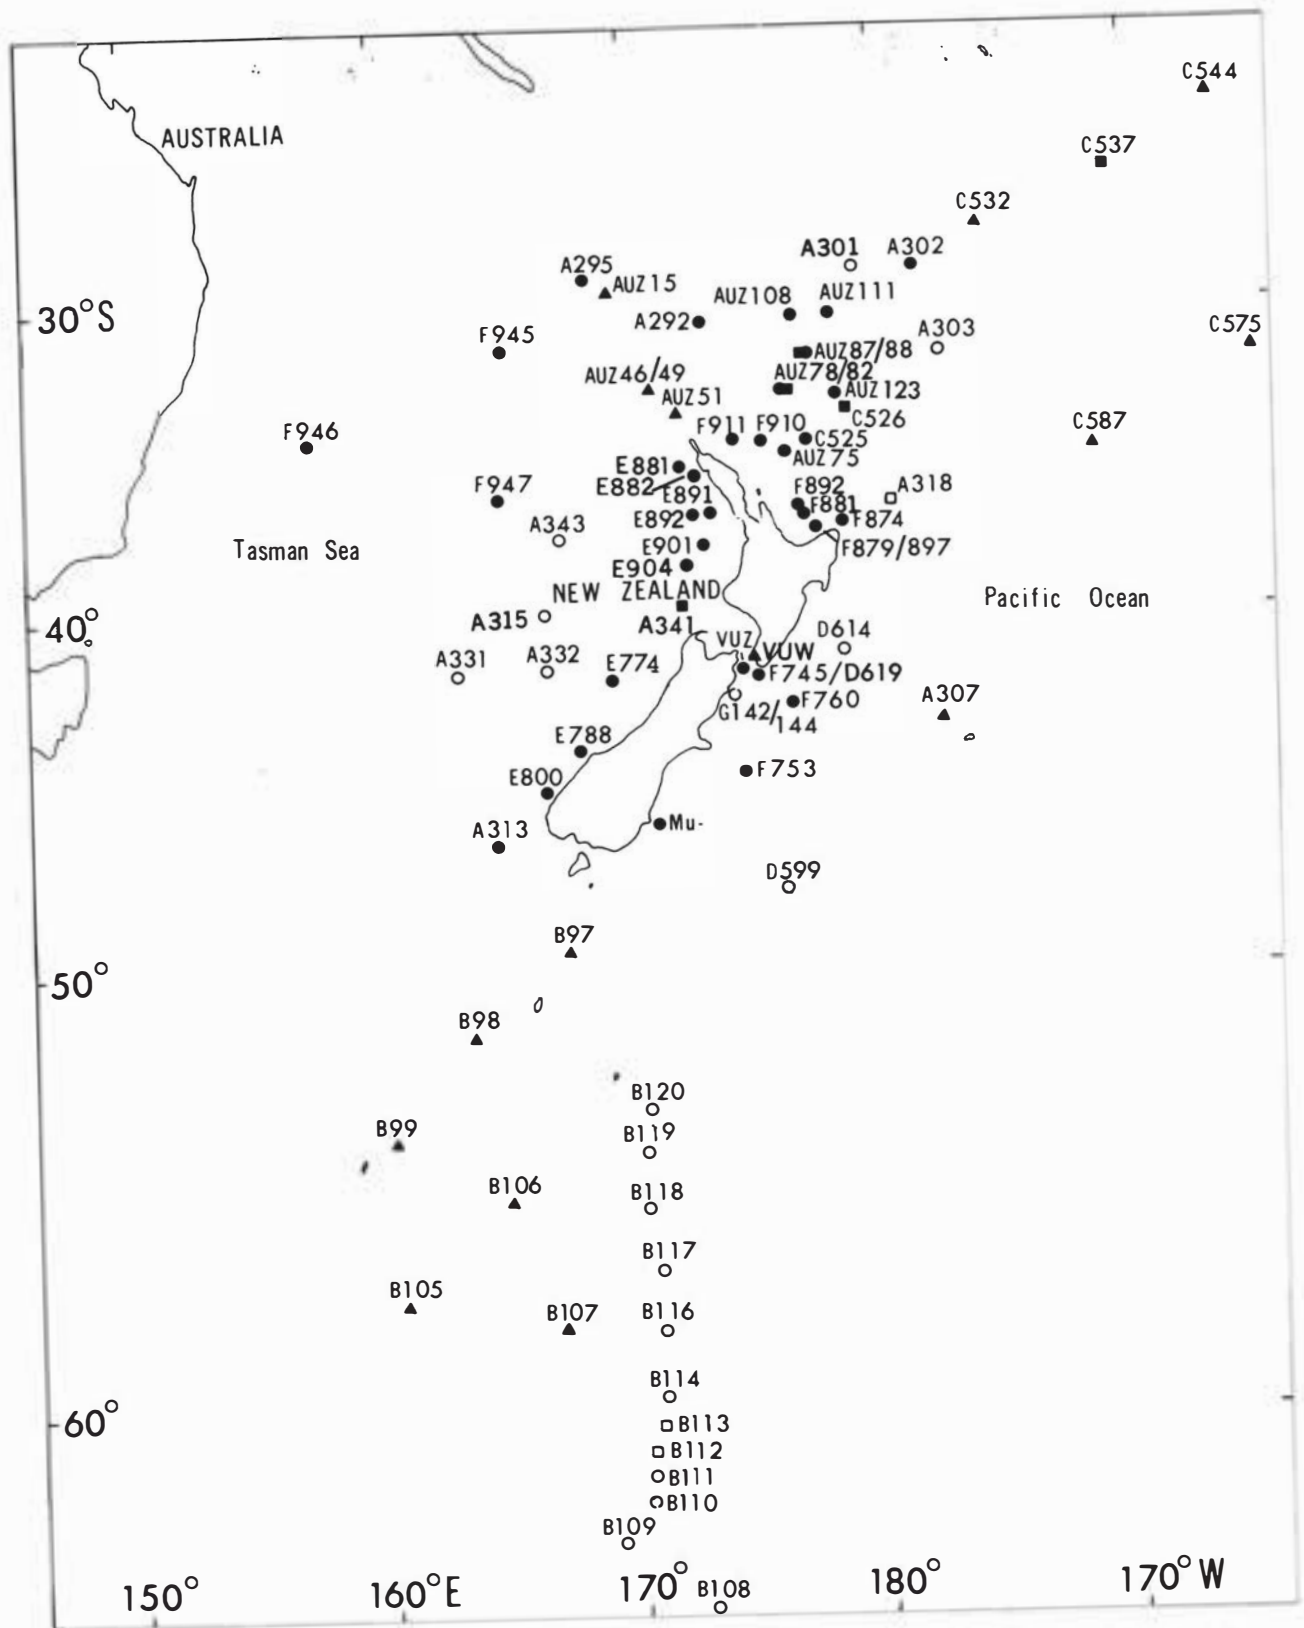 C544
AUSTRALIA
C537
C532
A301
A302
A295
AUZ15
AUZ108
AUZ111
30°S
A292
A303
C575
F945
AUZ87/88
AUZ46/49
AUZ78/82
AUZ51
AUZ123
C526
F946
F911
F910
C525
C587
AUZ75
E881
E882
F947
E891
F892
A318
F881
E892
F874
A343
E901
F879/897
Tasman Sea
E904
NEW ZEALAND
Pacific Ocean
A315
A341
40°
VUZ
D614
VUW
A331
A332
E774
F745/D619
A307
F760
G142/144
E788
E800
F753
A313
Mu-
D599
B97
50°
B98
B120
B99
B119
B106
B118
B117
B105
B107
B116
B114
60°
B113
B112
B111
B110
B109
150°
160°E
170°
B108
180°
170°W